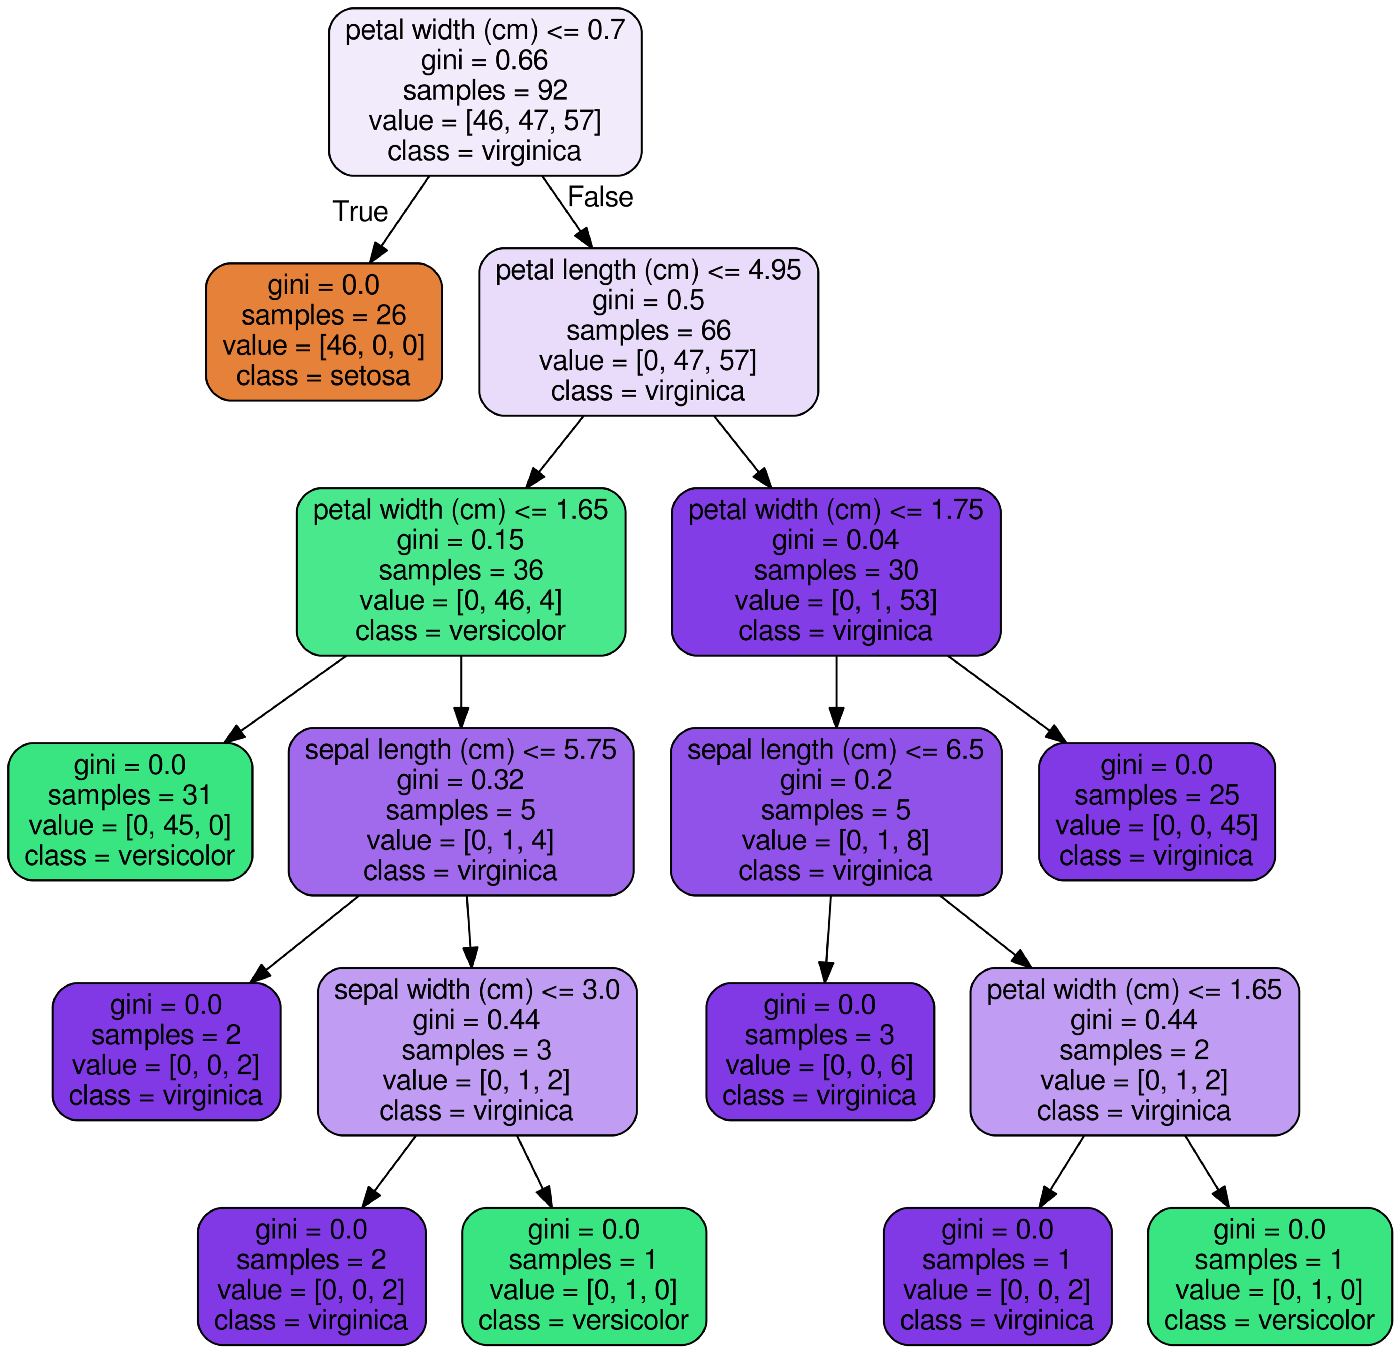 petal width (cm) <= 0.7
gini = 0.66
samples = 92
value = [46, 47, 57]
class = virginica
True
False
gini = 0.0
samples = 26
value = [46, 0, 0]
class = setosa
petal length (cm) <= 4.95
gini = 0.5
samples = 66
value = [0, 47, 57]
class = virginica
petal width (cm) <= 1.65
gini = 0.15
samples = 36
value = [0, 46, 4]
class = versicolor
petal width (cm) <= 1.75
gini = 0.04
samples = 30
value = [0, 1, 53]
class = virginica
gini = 0.0
samples = 31
value = [0, 45, 0]
class = versicolor
sepal length (cm) <= 5.75
gini = 0.32
samples = 5
value = [0, 1, 4]
class = virginica
sepal length (cm) <= 6.5
gini = 0.2
samples = 5
value = [0, 1, 8]
class = virginica
gini = 0.0
samples = 25
value = [0, 0, 45]
class = virginica
gini = 0.0
samples = 2
value = [0, 0, 2]
class = virginica
sepal width (cm) <= 3.0
gini = 0.44
samples = 3
value = [0, 1, 2]
class = virginica
gini = 0.0
samples = 3
value = [0, 0, 6]
class = virginica
petal width (cm) <= 1.65
gini = 0.44
samples = 2
value = [0, 1, 2]
class = virginica
gini = 0.0
samples = 2
value = [0, 0, 2]
class = virginica
gini = 0.0
samples = 1
value = [0, 1, 0]
class = versicolor
gini = 0.0
samples = 1
value = [0, 0, 2]
class = virginica
gini = 0.0
samples = 1
value = [0, 1, 0]
class = versicolor